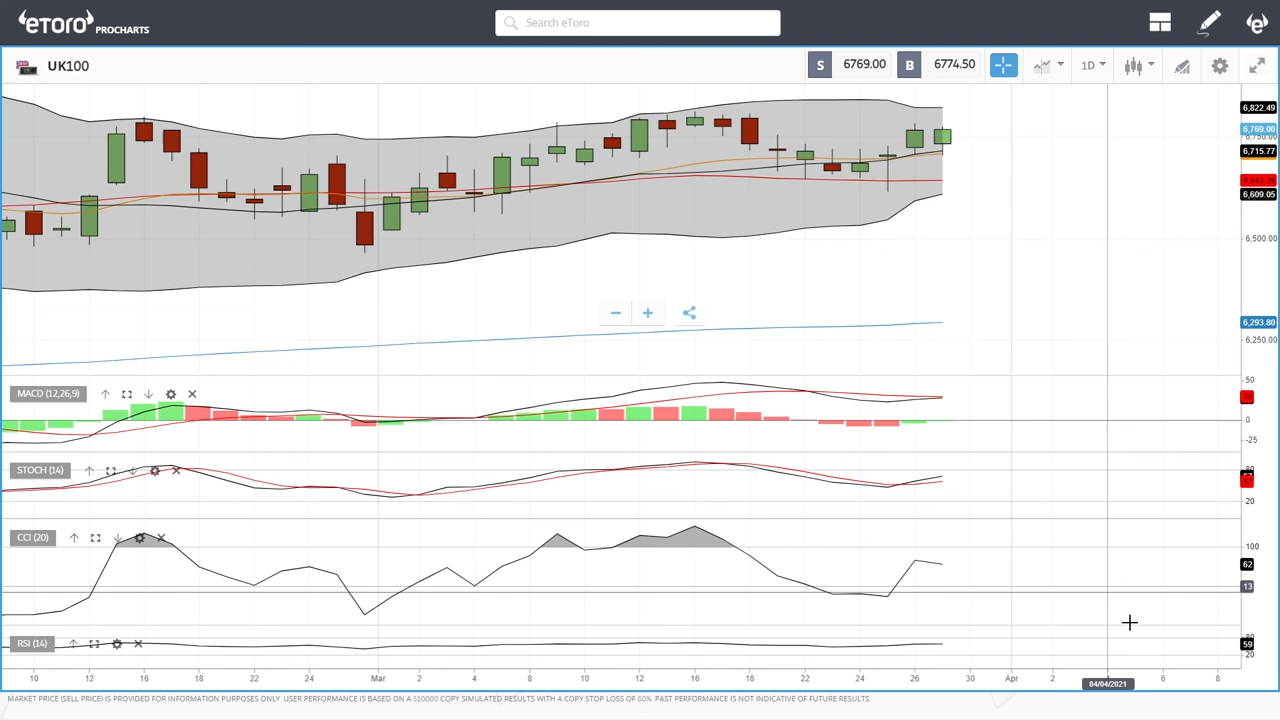 eToro PROCHARTS
Search eToro
UK100
S 6769.00 B 6774.50
1D
6,822.49
6,769.00
6,715.77
6,609.05
6,500.00
6,293.80
6,250.00
MACD (12,26,9)
50
0
-25
STOCH (14)
80
20
CCI (20)
100
62
13
RSI (14)
80
59
20
10 12 14 16 18 22 24 26 Mar 2 4 8 10 12 16 18 22 24 26 30 Apr 2 6 8
04/04/2021
MARKET PRICE (SELL PRICE) IS PROVIDED FOR INFORMATION PURPOSES ONLY. USER PERFORMANCE IS BASED ON A $10000 COPY SIMULATED RESULTS WITH A COPY STOP LOSS OF 60%. PAST PERFORMANCE IS NOT INDICATIVE OF FUTURE RESULTS.